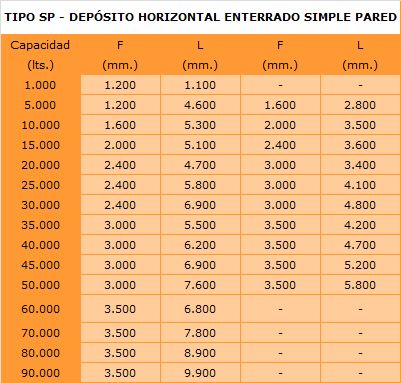 TIPO SP - DEPÓSITO HORIZONTAL ENTERRADO SIMPLE PARED
Capacidad F L F L
(lts.) (mm.) (mm.) (mm.) (mm.)
1.000 1.200 1.100 - -
5.000 1.200 4.600 1.600 2.800
10.000 1.600 5.300 2.000 3.500
15.000 2.000 5.100 2.400 3.600
20.000 2.400 4.700 3.000 3.400
25.000 2.400 5.800 3.000 4.100
30.000 2.400 6.900 3.000 4.800
35.000 3.000 5.500 3.500 4.200
40.000 3.000 6.200 3.500 4.700
45.000 3.000 6.900 3.500 5.200
50.000 3.000 7.600 3.500 5.800
60.000 3.500 6.800 - -
70.000 3.500 7.800 - -
80.000 3.500 8.900 - -
90.000 3.500 9.900 - -